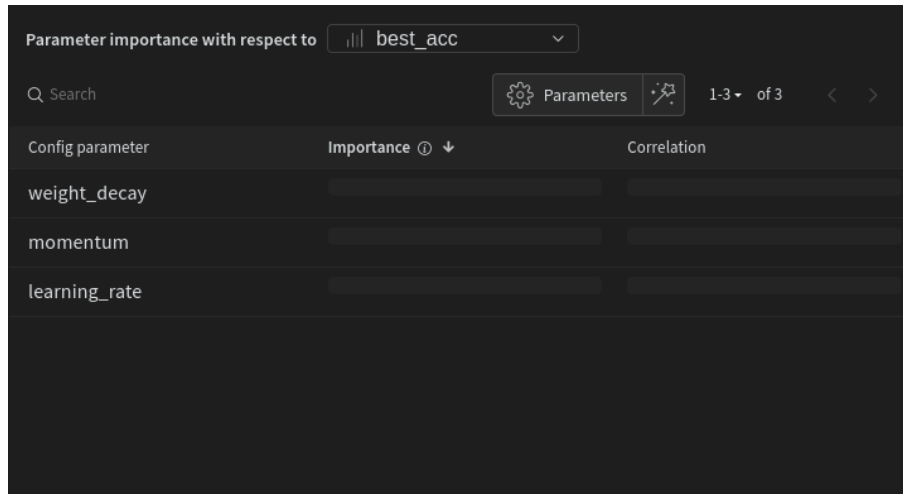 Parameter importance with respect to best_acc
Search Parameters 1-3 of 3
Config parameter Importance Correlation
weight_decay
momentum
learning_rate